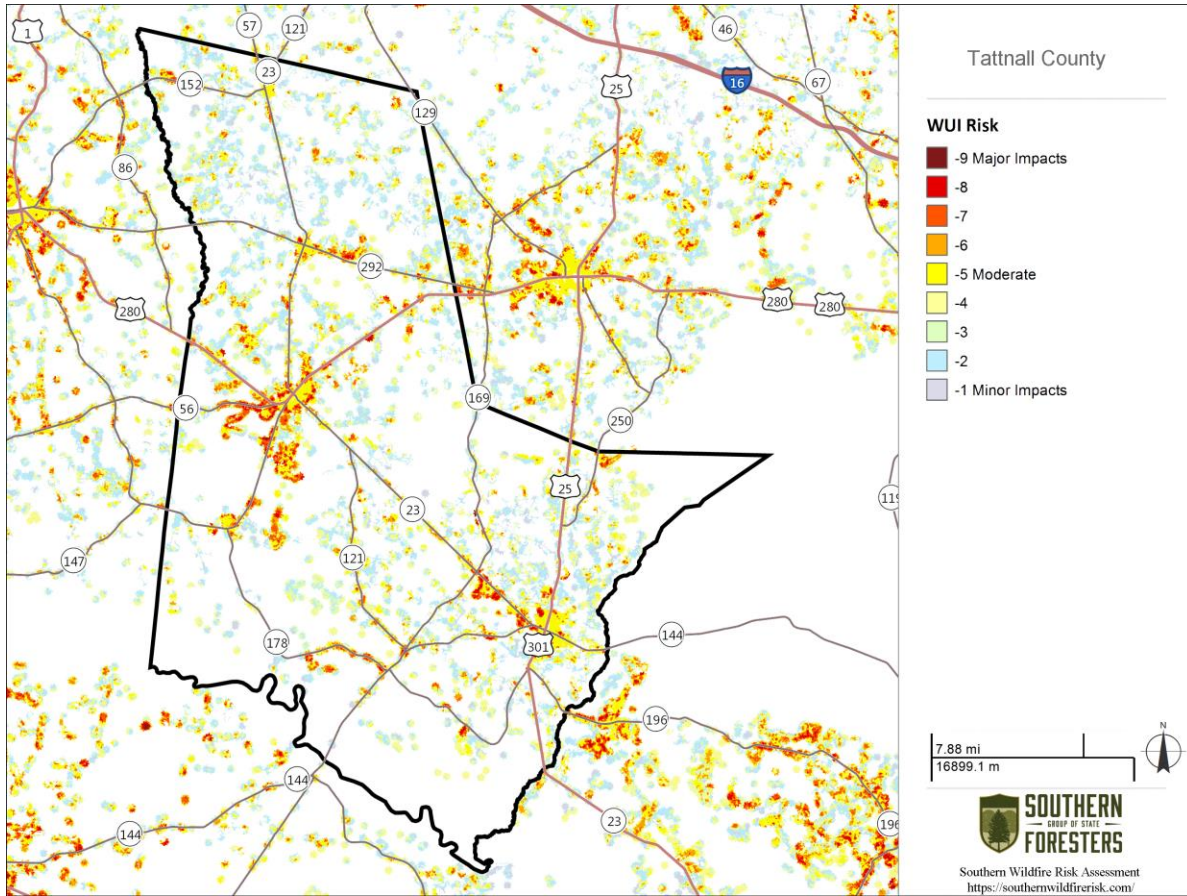 1
57
121
46
23
25
16
67
152
129
86
292
280
280
280
56
169
250
25
119
23
147
121
178
301
144
196
144
144
23
196
Tattnall County
WUI Risk
-9 Major Impacts
-8
-7
-6
-5 Moderate
-4
-3
-2
-1 Minor Impacts
7.88 mi
16899.1 m
N
SOUTHERN
GROUP OF STATE
FORESTERS
Southern Wildfire Risk Assessment
https://southernwildfirerisk.com/